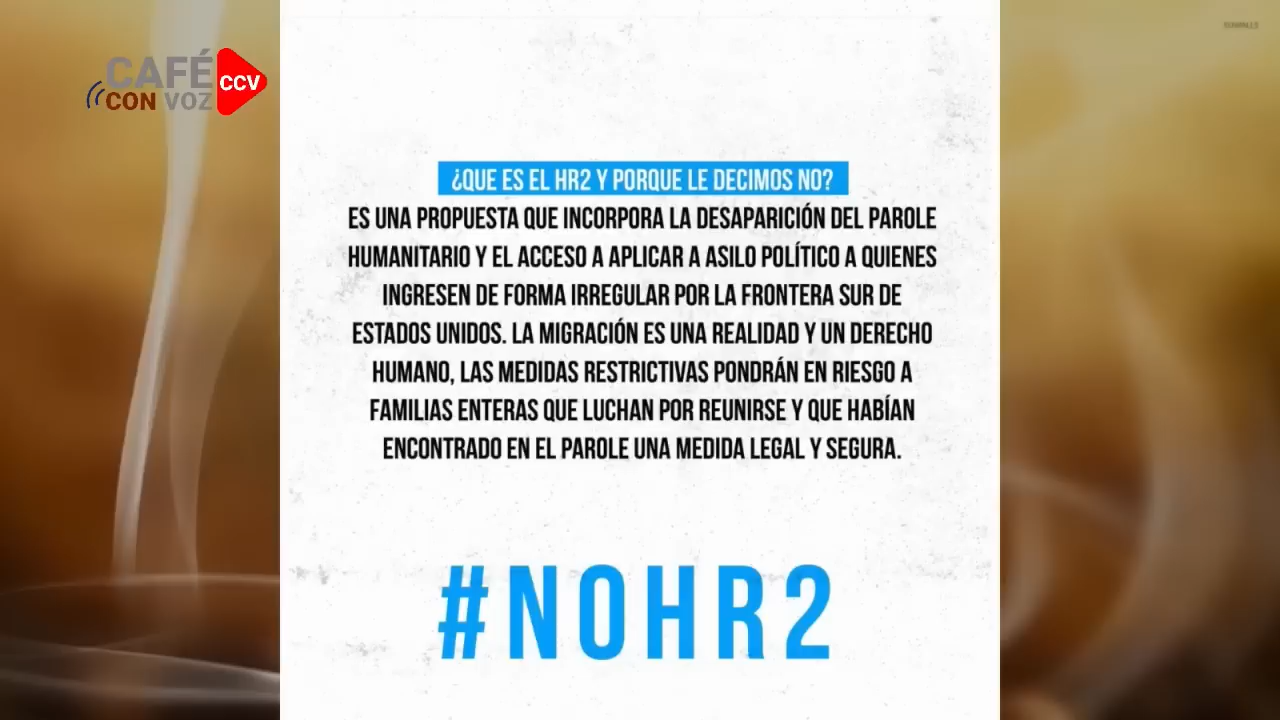 CAFÉ
CON VOZ
CCV
¿QUE ES EL HR2 Y PORQUE LE DECIMOS NO?
ES UNA PROPUESTA QUE INCORPORA LA DESAPARICIÓN DEL PAROLE
HUMANITARIO Y EL ACCESO A APLICAR A ASILO POLÍTICO A QUIENES
INGRESEN DE FORMA IRREGULAR POR LA FRONTERA SUR DE
ESTADOS UNIDOS. LA MIGRACIÓN ES UNA REALIDAD Y UN DERECHO
HUMANO, LAS MEDIDAS RESTRICTIVAS PONDRÁN EN RIESGO A
FAMILIAS ENTERAS QUE LUCHAN POR REUNIRSE Y QUE HABÍAN
ENCONTRADO EN EL PAROLE UNA MEDIDA LEGAL Y SEGURA.
#NOHR2